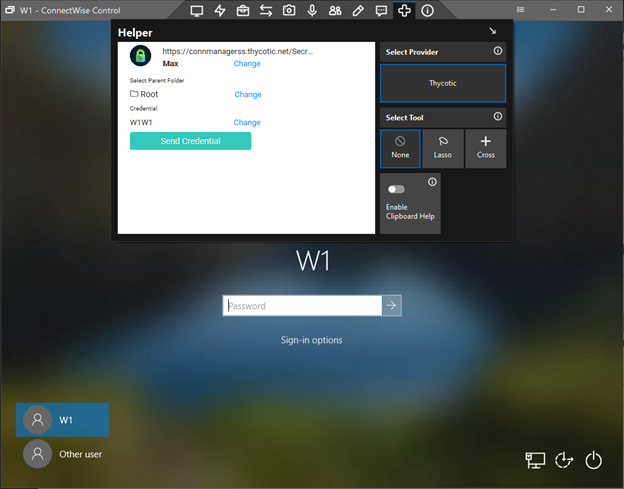 W1 - ConnectWise Control
Helper
https://connmanagerss.thycotic.net/Secr...
Max Change
Select Parent Folder
Root Change
Credential
W1W1 Change
Send Credential
Select Provider
Thycotic
Select Tool
None Lasso Cross
Enable
Clipboard Help
W1
Password
Sign-in options
W1
Other user